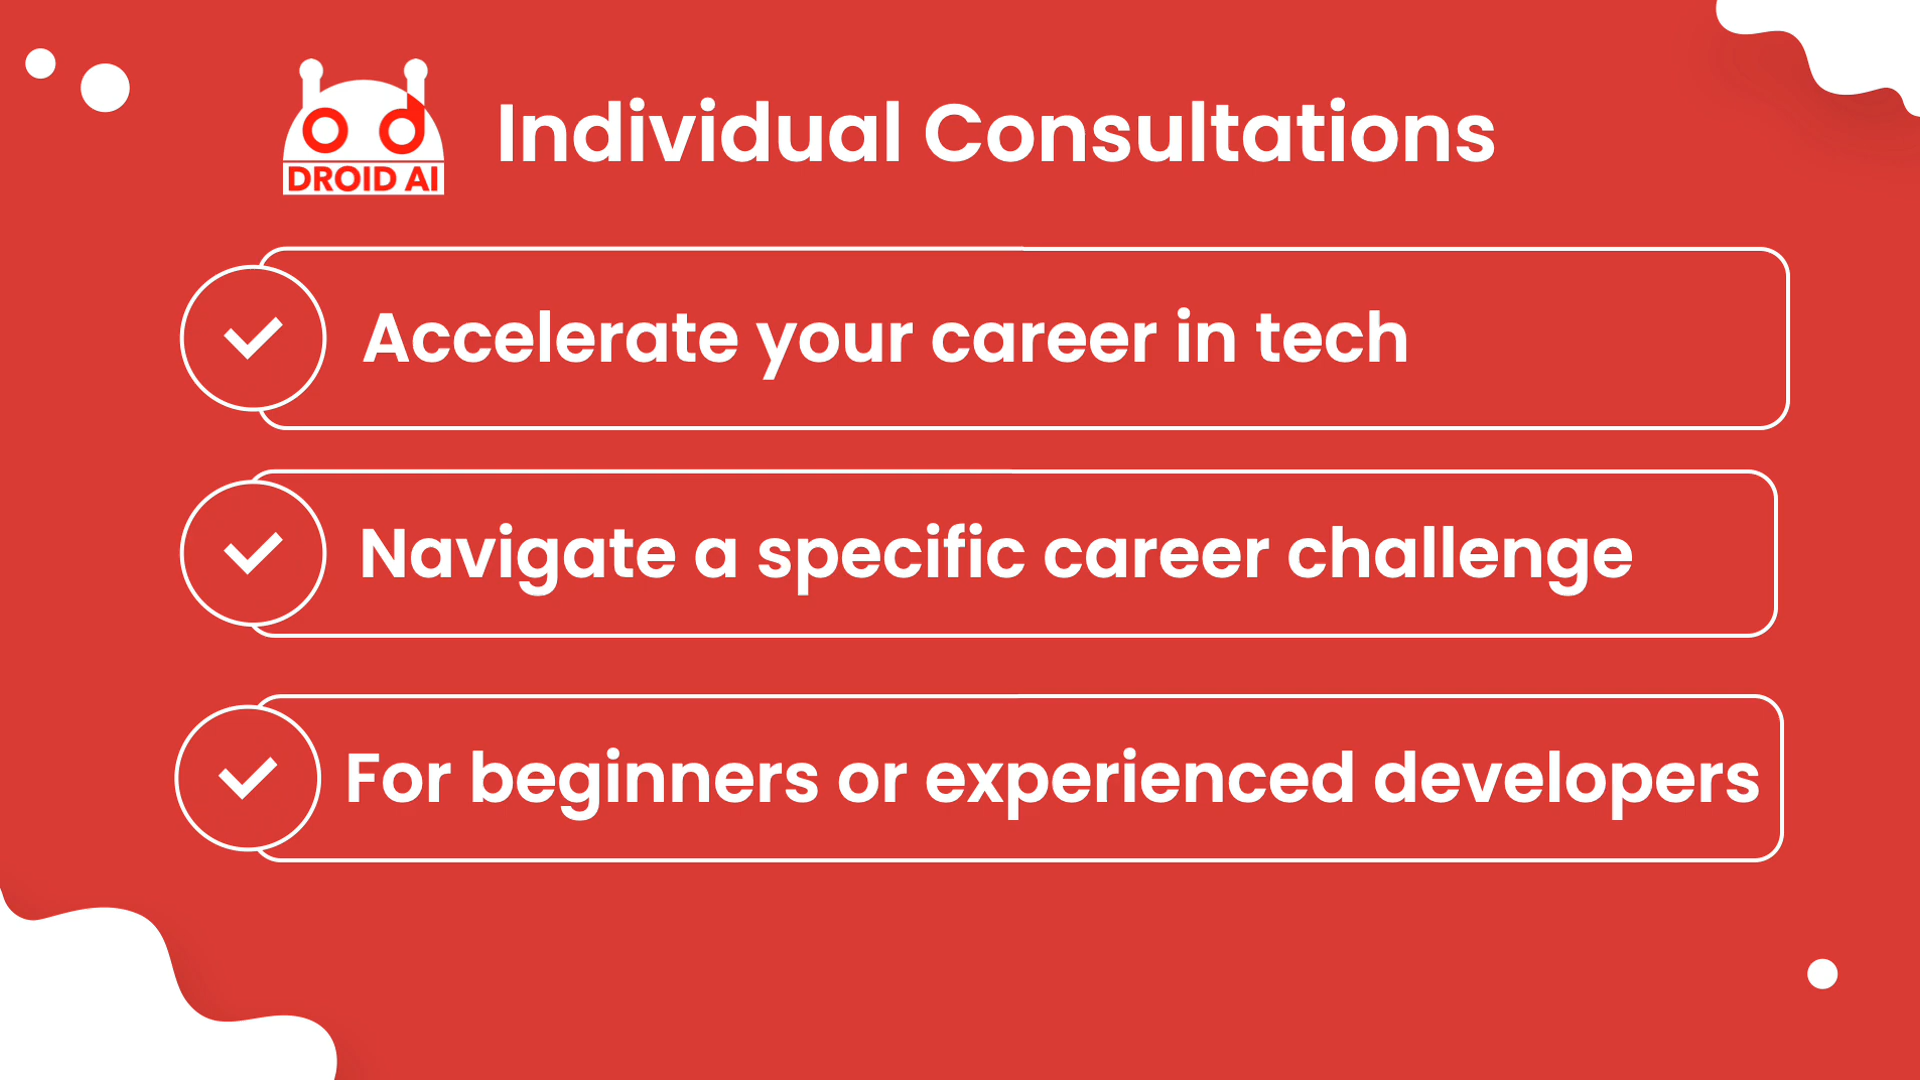 DROID AI
Individual Consultations
Accelerate your career in tech
Navigate a specific career challenge
For beginners or experienced developers